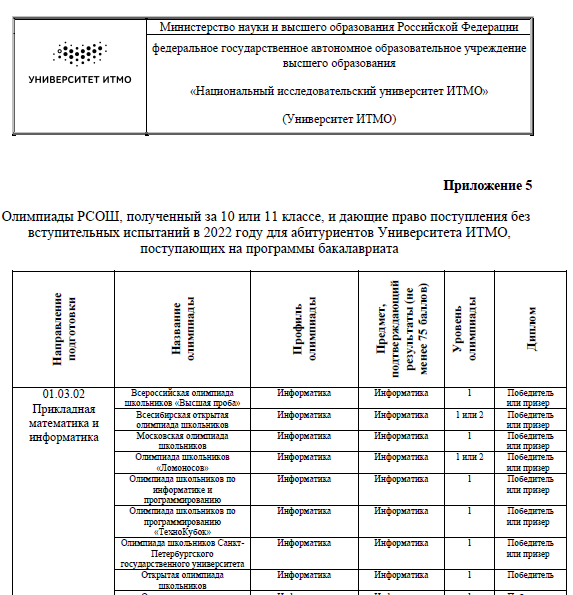 Министерство науки и высшего образования Российской Федерации
УНИВЕРСИТЕТ ИТМО
федеральное государственное автономное образовательное учреждение
высшего образования
«Национальный исследовательский университет ИТМО»
(Университет ИТМО)
Приложение 5
Олимпиады РСОШ, полученный за 10 или 11 классе, и дающие право поступления без
вступительных испытаний в 2022 году для абитуриентов Университета ИТМО,
поступающих на программы бакалавриата
Направление
подготовки
Название
олимпиады
Профиль
олимпиады
Предмет,
подтверждающий
результаты (не
менее 75 баллов)
Уровень
олимпиады
Диплом
01.03.02
Прикладная
математика и
информатика
Всероссийская олимпиада
школьников «Высшая проба»
Информатика
Информатика
1
Победитель
или призер
Всесибирская открытая
олимпиада школьников
Информатика
Информатика
1 или 2
Победитель
или призер
Московская олимпиада
школьников
Информатика
Информатика
1
Победитель
или призер
Олимпиада школьников
«Ломоносов»
Информатика
Информатика
1 или 2
Победитель
или призер
Олимпиада школьников по
информатике и
программированию
Информатика
Информатика
1
Победитель
или призер
Олимпиада школьников по
программированию
«ТехноКубок»
Информатика
Информатика
1
Победитель
или призер
Олимпиада школьников Санкт-
Петербургского
государственного университета
Информатика
Информатика
1
Победитель
или призер
Открытая олимпиада
школьников
Информатика
Информатика
1
Победитель
или призер